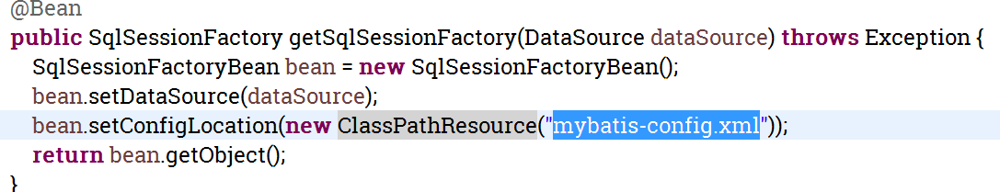 @Bean
public SqlSessionFactory getSqlSessionFactory(DataSource dataSource) throws Exception {
SqlSessionFactoryBean bean = new SqlSessionFactoryBean();
bean.setDataSource(dataSource);
bean.setConfigLocation(new ClassPathResource("mybatis-config.xml"));
return bean.getObject();
}